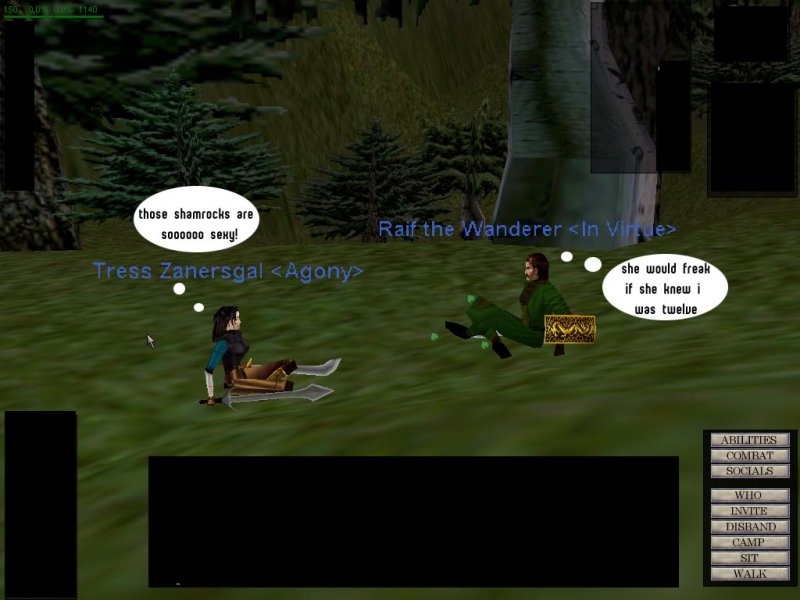 150 0.0% 0.0% 1140
those shamrocks are
soooooo sexy!
Raif the Wanderer <In Virtue>
Tress Zanersgal <Agony>
she would freak
if she knew i
was twelve
ABILITIES
COMBAT
SOCIALS
WHO
INVITE
DISBAND
CAMP
SIT
WALK